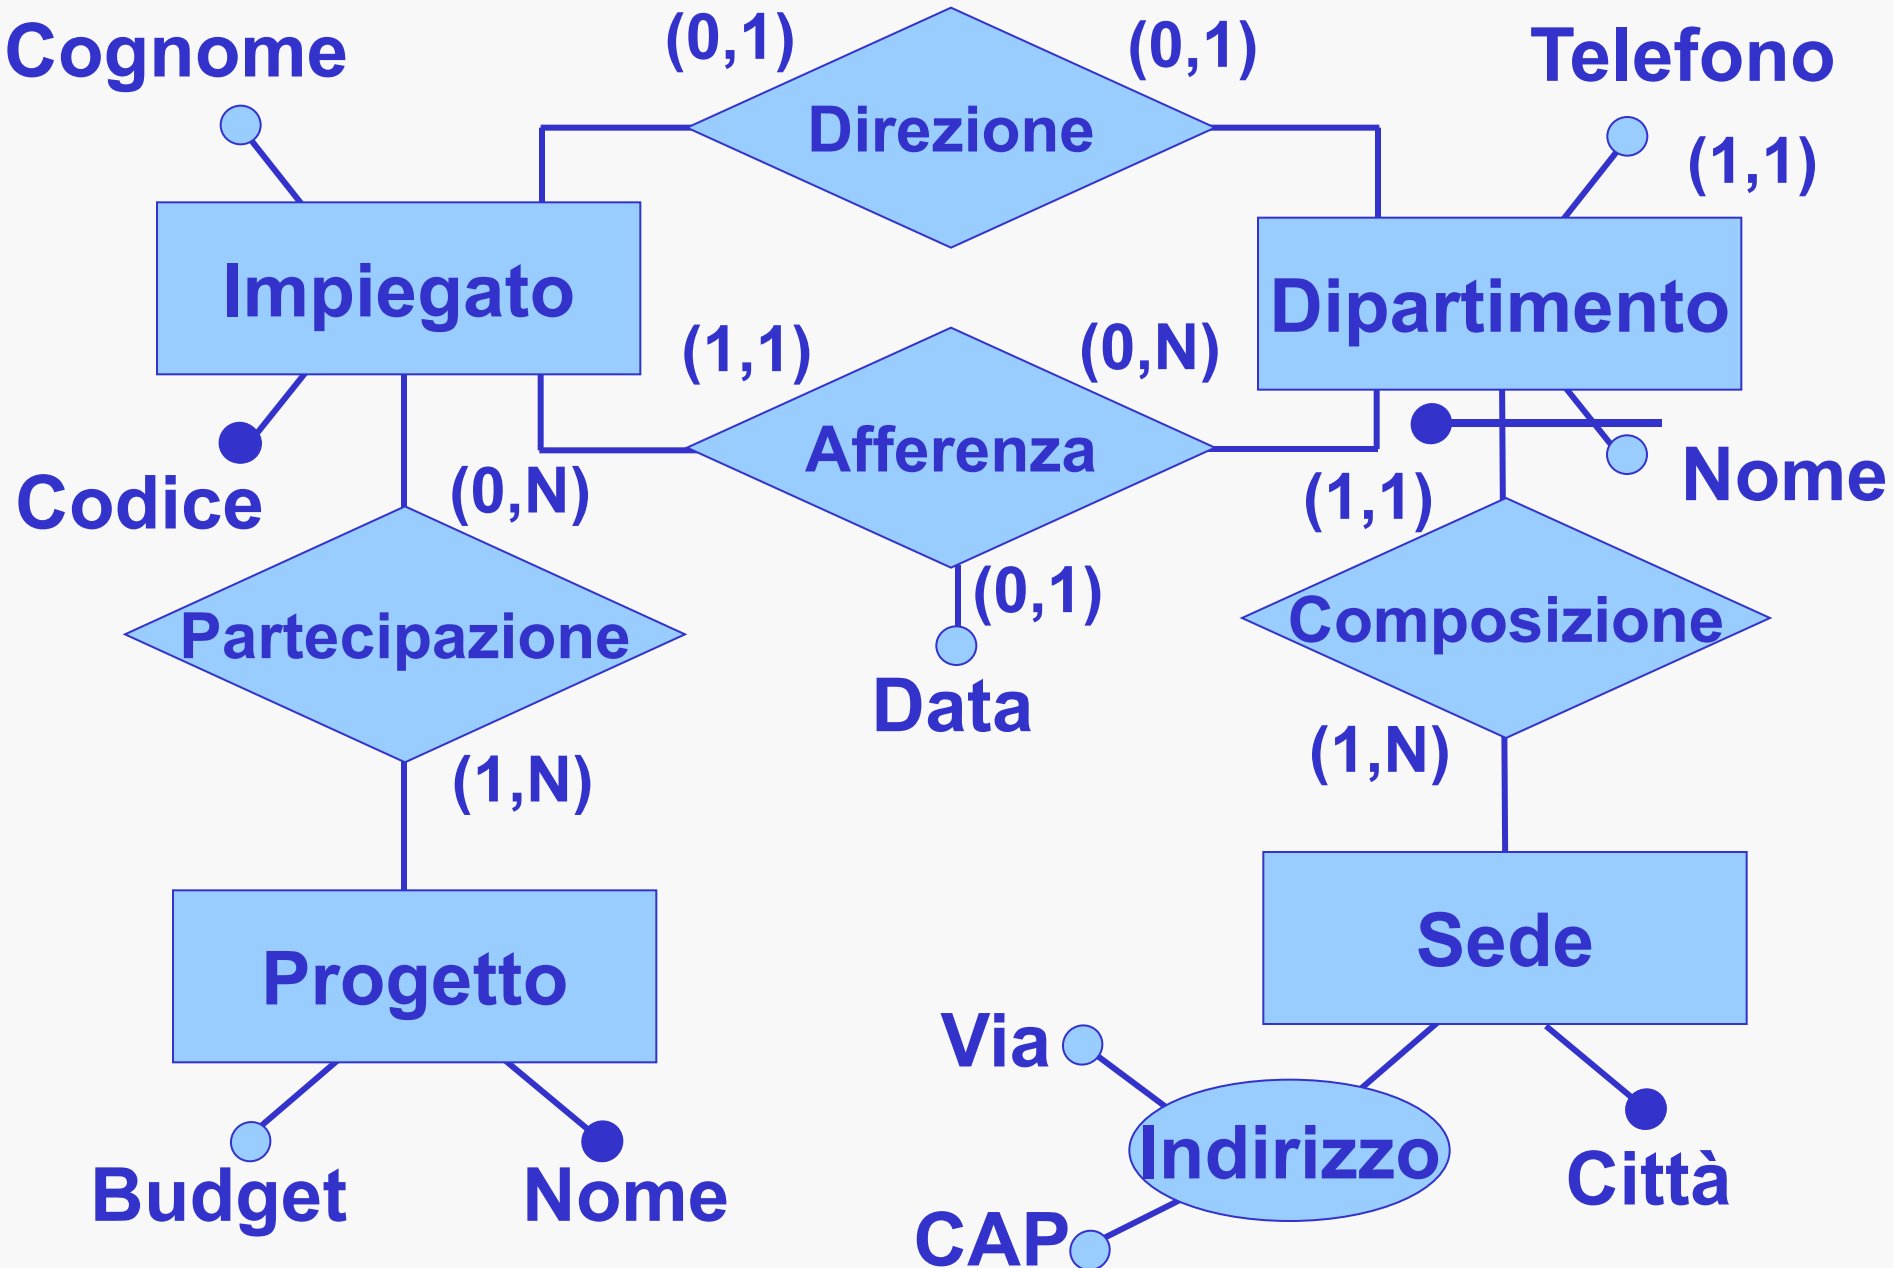 Cognome
(0,1)
(0,1)
Telefono
Direzione
(1,1)
Impiegato
Dipartimento
(1,1)
(0,N)
Afferenza
Codice
(0,N)
(1,1)
Nome
(0,1)
Partecipazione
Composizione
Data
(1,N)
(1,N)
Sede
Progetto
Via
Indirizzo
Città
Budget
Nome
CAP